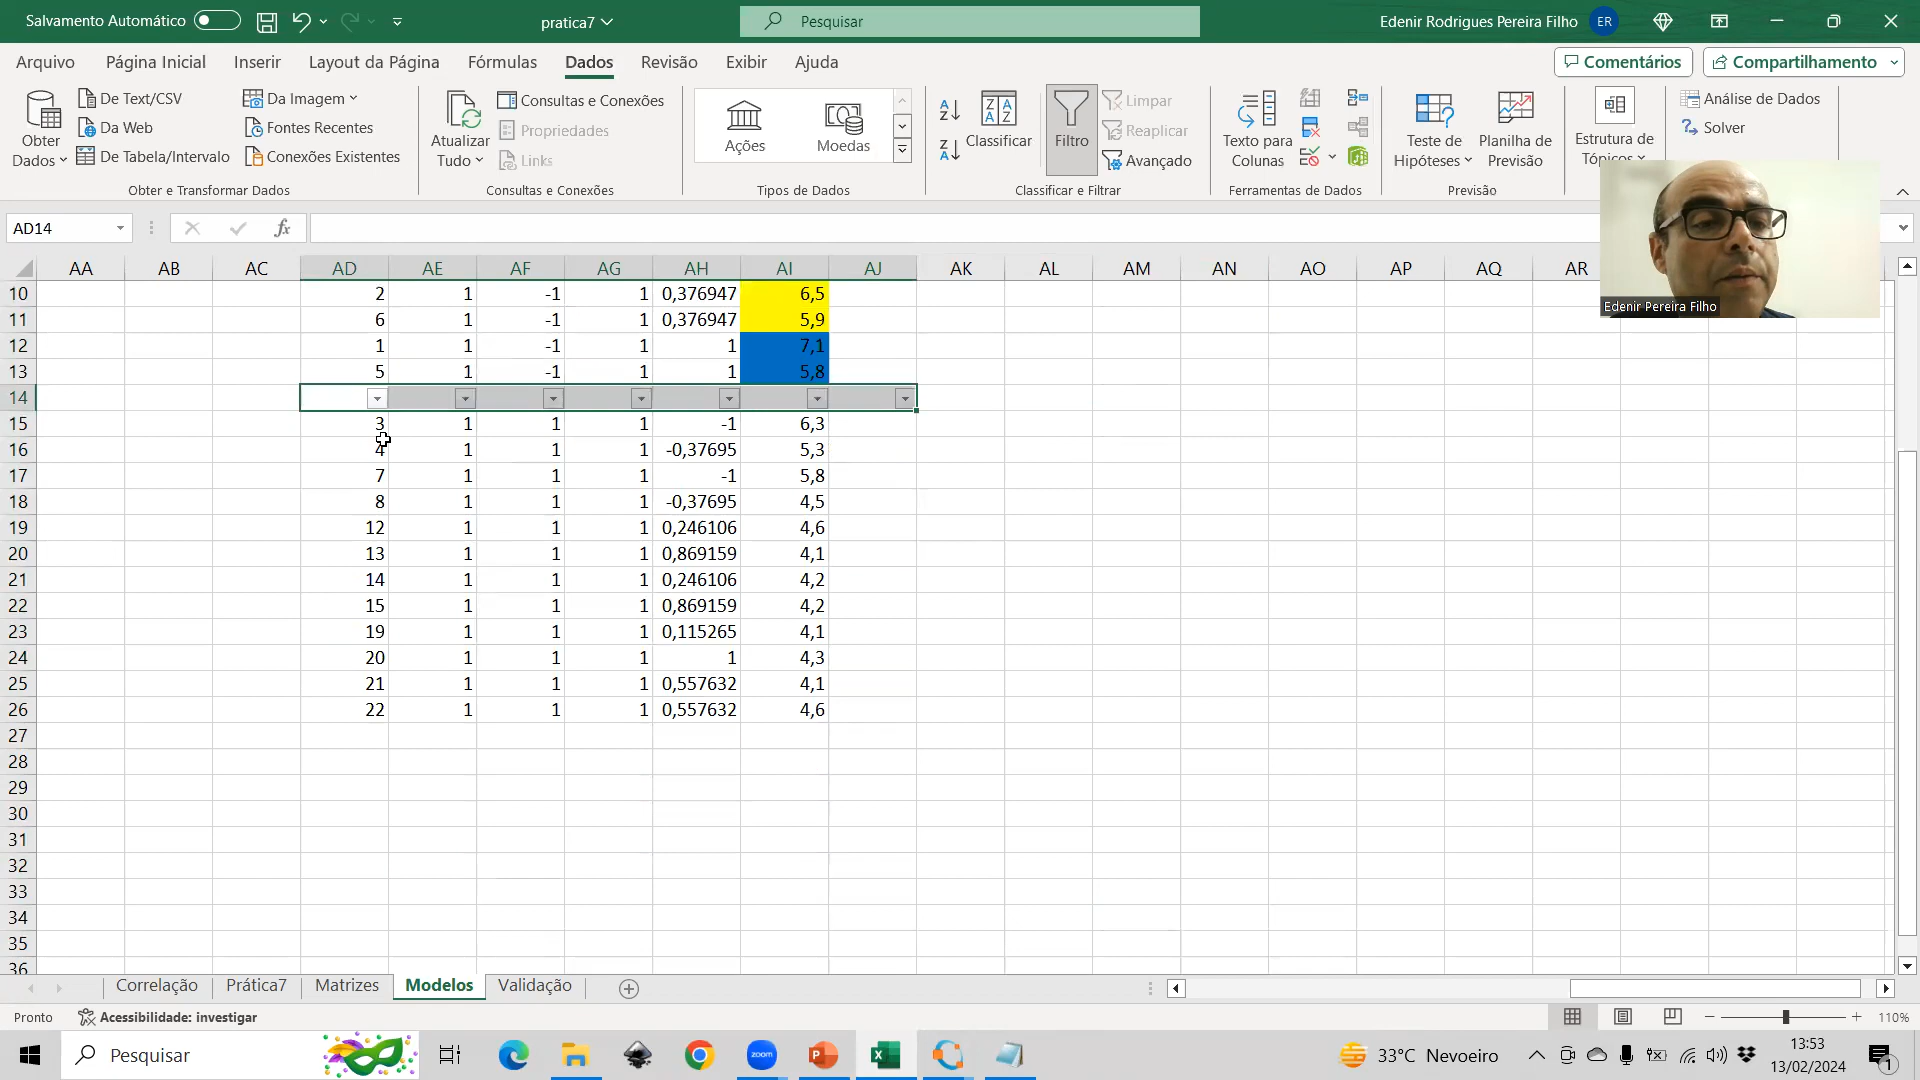 Salvamento Automático
pratica7
Pesquisar
Edenir Rodrigues Pereira Filho
ER
Arquivo Página Inicial Inserir Layout da Página Fórmulas Dados Revisão Exibir Ajuda
Comentários Compartilhamento
Obter Dados
De Text/CSV
Da Web
De Tabela/Intervalo
Da Imagem
Fontes Recentes
Conexões Existentes
Obter e Transformar Dados
Atualizar Tudo
Consultas e Conexões
Propriedades
Links
Consultas e Conexões
Ações
Moedas
Tipos de Dados
Classificar
Filtro
Limpar
Reaplicar
Avançado
Classificar e Filtrar
Texto para Colunas
Ferramentas de Dados
Teste de Hipóteses
Planilha de Previsão
Previsão
Estrutura de Tópicos
Análise de Dados
Solver
AD14
fx
Edenir Pereira Filho
AA AB AC AD AE AF AG AH AI AJ AK AL AM AN AO AP AQ AR
10 2 1 -1 1 0,376947 6,5
11 6 1 -1 1 0,376947 5,9
12 1 1 -1 1 1 7,1
13 5 1 -1 1 1 5,8
14
15 3 1 1 1 -1 6,3
16 4 1 1 1 -0,37695 5,3
17 7 1 1 1 -1 5,8
18 8 1 1 1 -0,37695 4,5
19 12 1 1 1 0,246106 4,6
20 13 1 1 1 0,869159 4,1
21 14 1 1 1 0,246106 4,2
22 15 1 1 1 0,869159 4,2
23 19 1 1 1 0,115265 4,1
24 20 1 1 1 1 4,3
25 21 1 1 1 0,557632 4,1
26 22 1 1 1 0,557632 4,6
27
28
29
30
31
32
33
34
35
36
Correlação Prática7 Matrizes Modelos Validação
Pronto
Acessibilidade: investigar
110%
Pesquisar
zoom
33°C Nevoeiro
13:53
13/02/2024
1